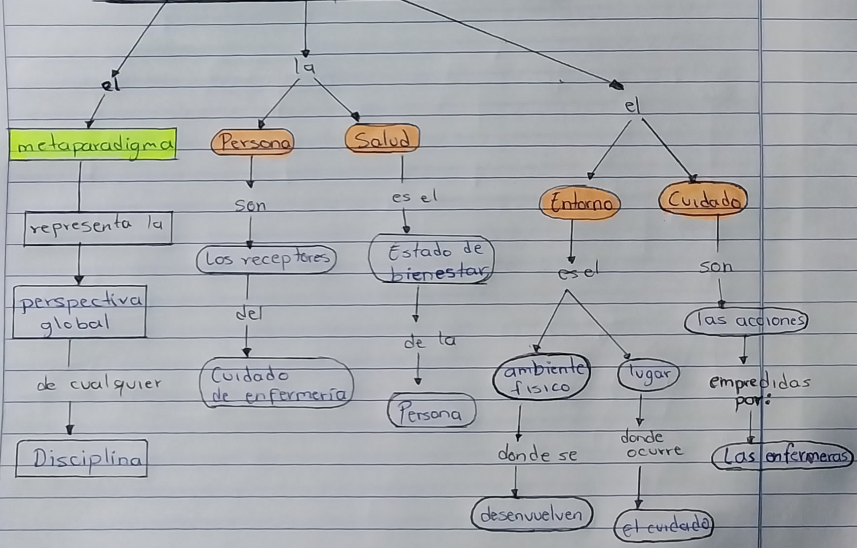 el
metaparadigma
representa la
perspectiva
global
de cualquier
Disciplina
la
Persona
son
Los receptores
del
Cuidado
de enfermería
Salud
es el
Estado de
bienestar
de la
Persona
el
Entorno
es el
ambiente
fisico
donde se
desenvuelven
lugar
donde
ocurre
el cuidado
Cuidado
son
las acciones
empredidas
por:
Las enfermeras